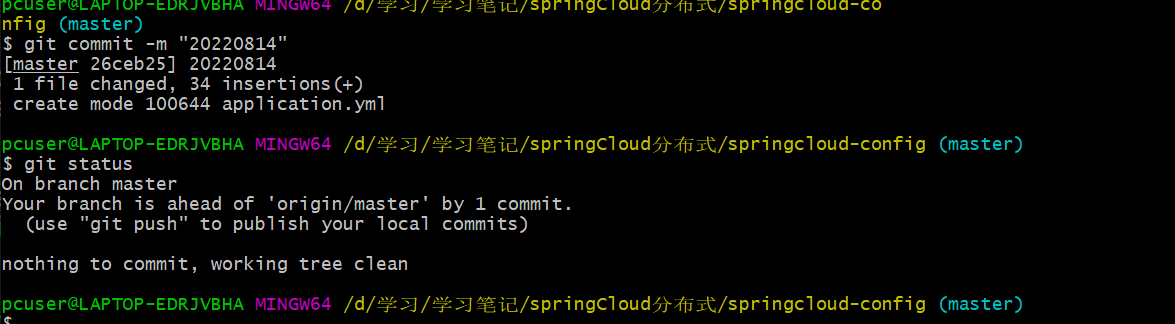 pcuser@LAPTOP-EDRJVBHA MINGW64 /d/学习/学习笔记/springCloud分布式/springcloud-co
nfig (master)
$ git commit -m "20220814"
[master 26ceb25] 20220814
 1 file changed, 34 insertions(+)
 create mode 100644 application.yml

pcuser@LAPTOP-EDRJVBHA MINGW64 /d/学习/学习笔记/springCloud分布式/springcloud-config (master)
$ git status
On branch master
Your branch is ahead of 'origin/master' by 1 commit.
  (use "git push" to publish your local commits)

nothing to commit, working tree clean

pcuser@LAPTOP-EDRJVBHA MINGW64 /d/学习/学习笔记/springCloud分布式/springcloud-config (master)
$